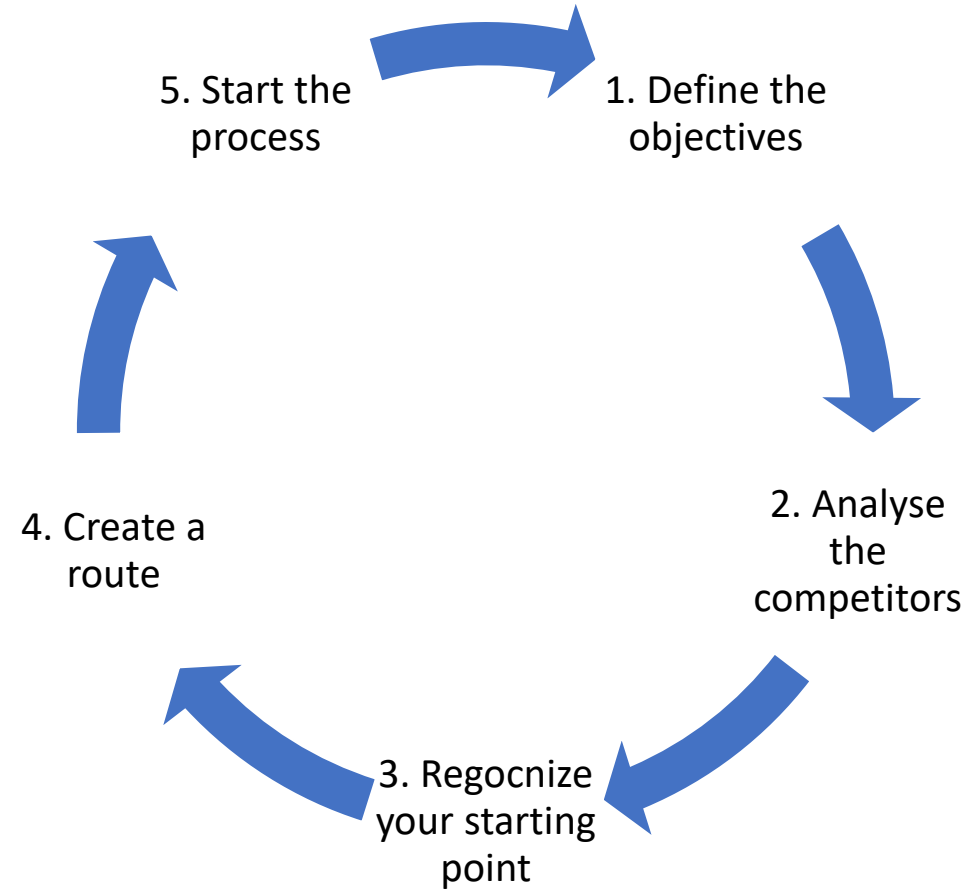 1. Define the
objectives
2. Analyse
the
competitors
3. Regocnize
your starting
point
4. Create a
route
5. Start the
process